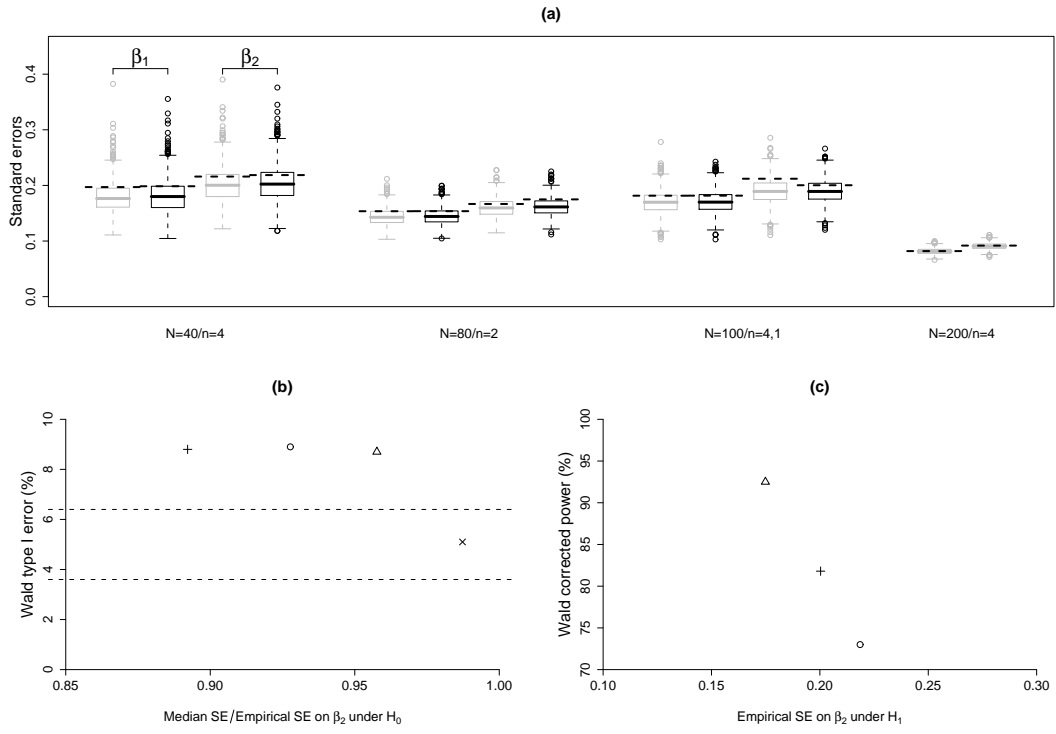 (a)
β1
β2
Standard errors
0.4
0.3
0.2
0.1
0.0
N=40/n=4
N=80/n=2
N=100/n=4,1
N=200/n=4
(b)
Wald type I error (%)
10
8
6
4
2
0
0.85
0.90
0.95
1.00
Median SE/Empirical SE on β2 under H0
(c)
Wald corrected power (%)
100
95
90
85
80
75
70
0.10
0.15
0.20
0.25
0.30
Empirical SE on β2 under H1